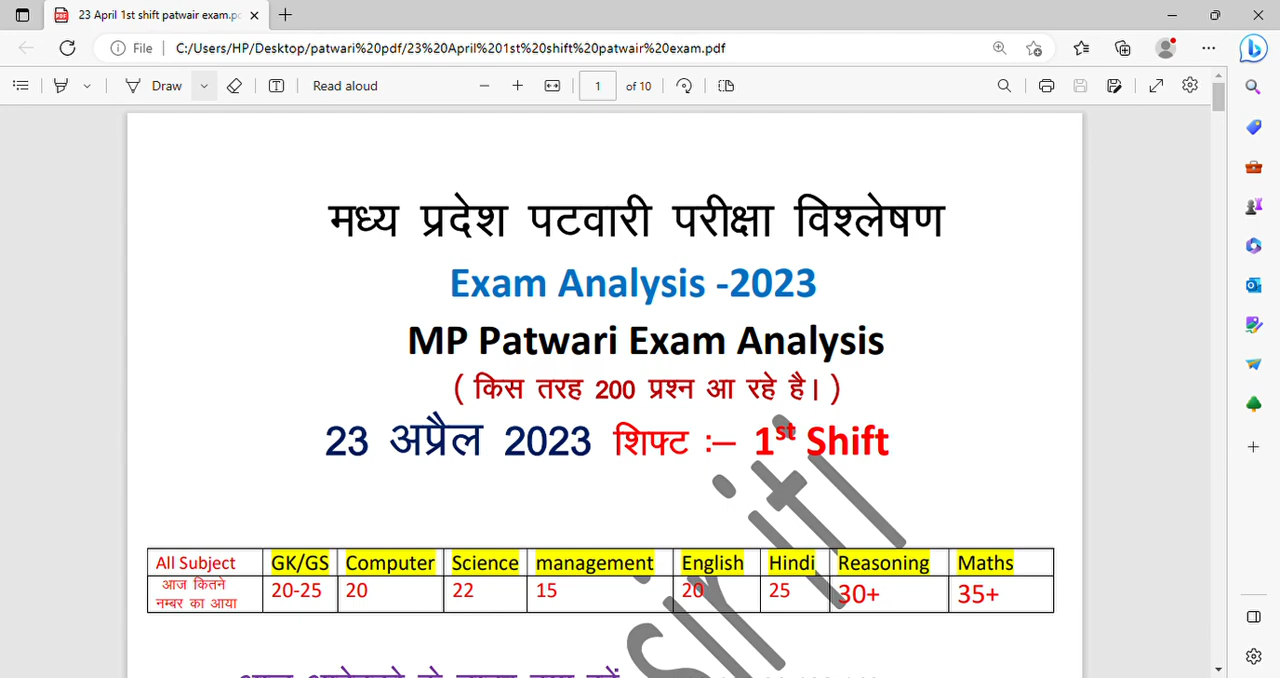 23 April 1st shift patwair exam.pd
File
C:/Users/HP/Desktop/patwari%20pdf/23%20April%201st%20shift%20patwair%20exam.pdf
Draw
Read aloud
1
of 10
मध्य प्रदेश पटवारी परीक्षा विश्लेषण
Exam Analysis -2023
MP Patwari Exam Analysis
( किस तरह 200 प्रश्न आ रहे है। )
23 अप्रैल 2023 शिफ्ट :– 1st Shift
All Subject GK/GS Computer Science management English Hindi Reasoning Maths
आज कितने नम्बर का आया 20-25 20 22 15 20 25 30+ 35+